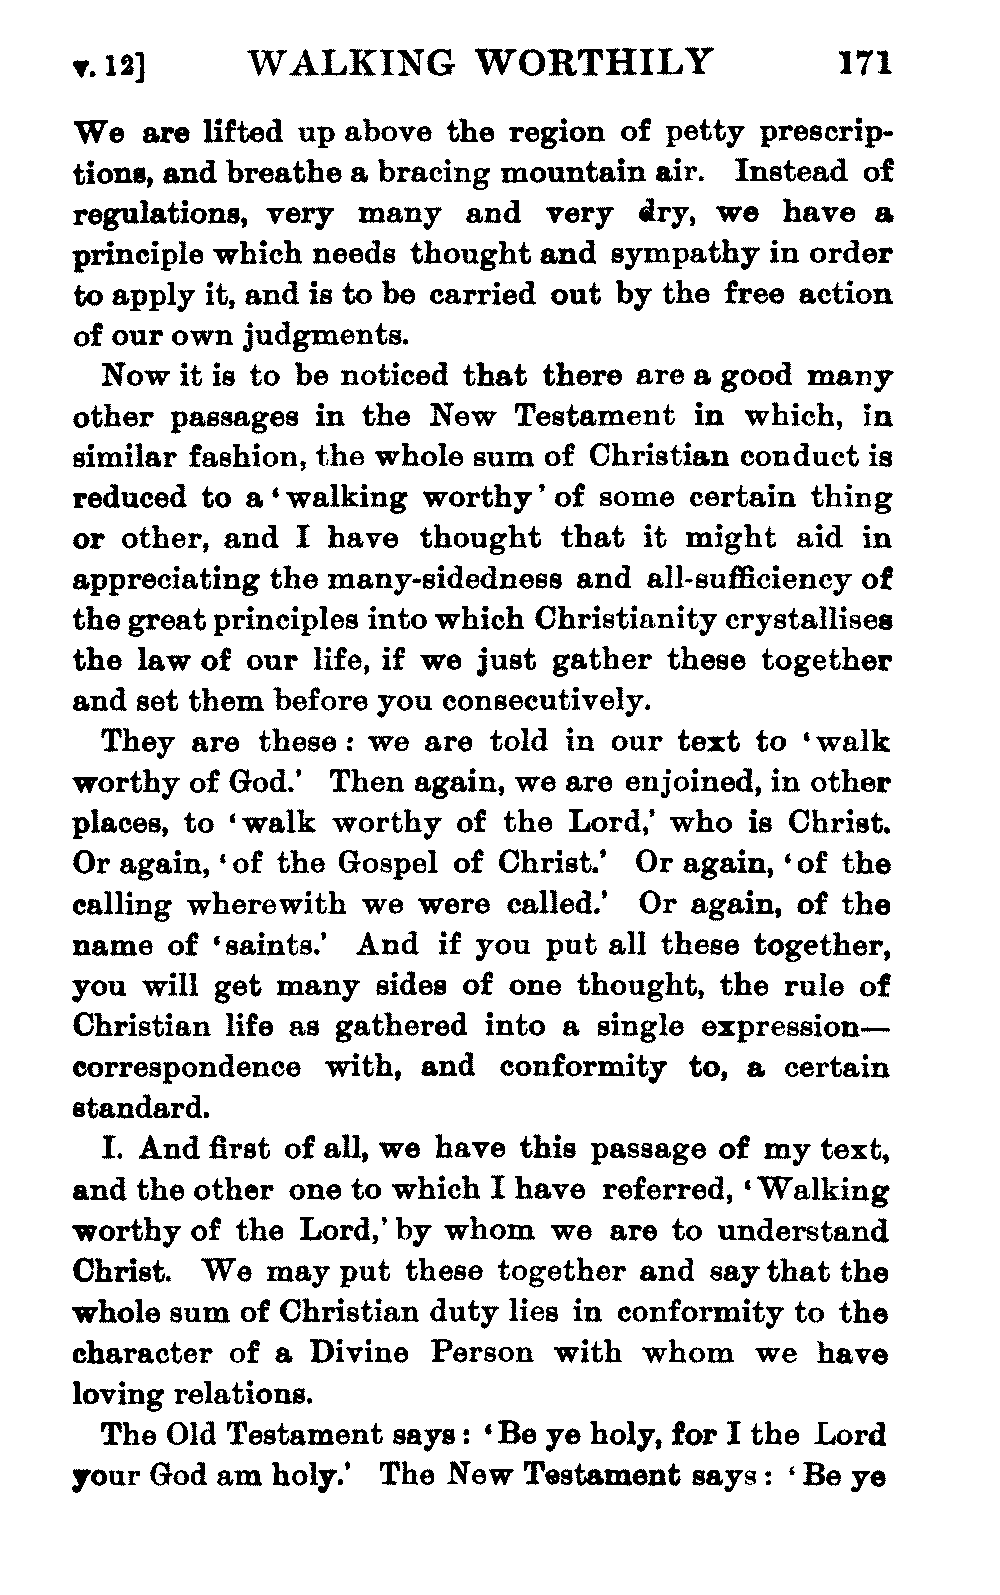 v. 12] WALKING WORTHILY 171
We are lifted up above the region of petty prescrip-
tions, and breathe a bracing mountain air. Instead of
regulations, very many and very dry, we have a
principle which needs thought and sympathy in order
to apply it, and is to be carried out by the free action
of our own judgments.
Now it is to be noticed that there are a good many
other passages in the New Testament in which, in
similar fashion, the whole sum of Christian conduct is
reduced to a ‘walking worthy’ of some certain thing
or other, and I have thought that it might aid in
appreciating the many-sidedness and all-sufficiency of
the great principles into which Christianity crystallises
the law of our life, if we just gather these together
and set them before you consecutively.
They are these: we are told in our text to ‘walk
worthy of God.’ Then again, we are enjoined, in other
places, to ‘walk worthy of the Lord,’ who is Christ.
Or again, ‘of the Gospel of Christ.’ Or again, ‘of the
calling wherewith we were called.’ Or again, of the
name of ‘saints.’ And if you put all these together,
you will get many sides of one thought, the rule of
Christian life as gathered into a single expression—
correspondence with, and conformity to, a certain
standard.
I. And first of all, we have this passage of my text,
and the other one to which I have referred, ‘Walking
worthy of the Lord,’ by whom we are to understand
Christ. We may put these together and say that the
whole sum of Christian duty lies in conformity to the
character of a Divine Person with whom we have
loving relations.
The Old Testament says: ‘Be ye holy, for I the Lord
your God am holy.’ The New Testament says: ‘Be ye